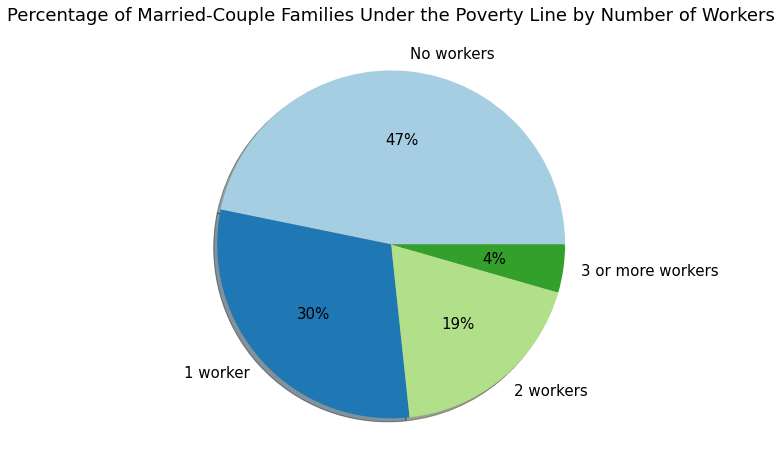 Percentage of Married-Couple Families Under the Poverty Line by Number of Workers
No workers
47%
4%
3 or more workers
30%
19%
1 worker
2 workers